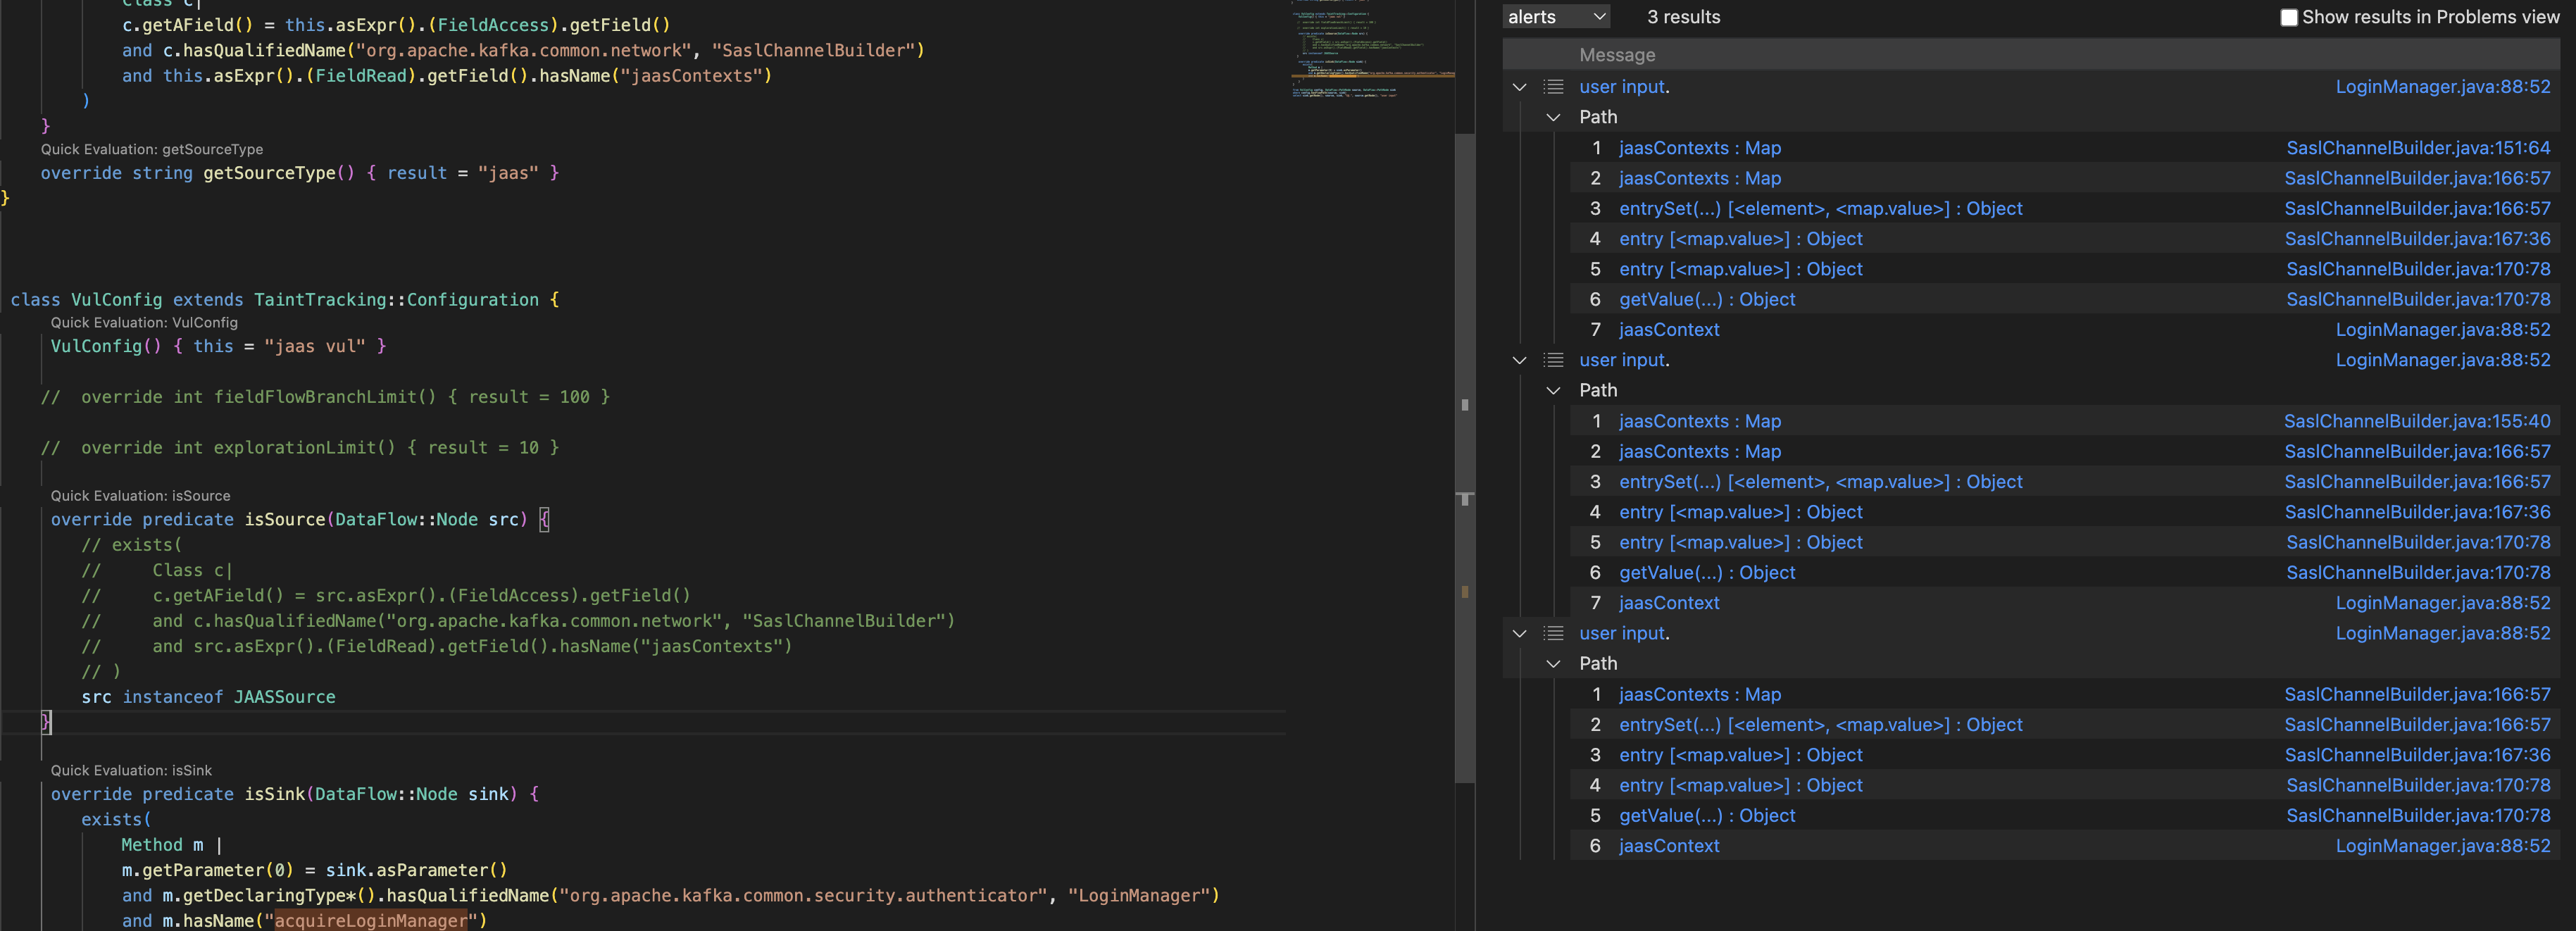 Class c|
c.getAField() = this.asExpr().(FieldAccess).getField()
and c.hasQualifiedName("org.apache.kafka.common.network", "SaslChannelBuilder")
and this.asExpr().(FieldRead).getField().hasName("jaasContexts")
)
}
Quick Evaluation: getSourceType
override string getSourceType() { result = "jaas" }
}
class VulConfig extends TaintTracking::Configuration {
Quick Evaluation: VulConfig
VulConfig() { this = "jaas vul" }
//  override int fieldFlowBranchLimit() { result = 100 }
//  override int explorationLimit() { result = 10 }
Quick Evaluation: isSource
override predicate isSource(DataFlow::Node src) {
// exists(
//     Class c|
//     c.getAField() = src.asExpr().(FieldAccess).getField()
//     and c.hasQualifiedName("org.apache.kafka.common.network", "SaslChannelBuilder")
//     and src.asExpr().(FieldRead).getField().hasName("jaasContexts")
// )
src instanceof JAASSource
}
Quick Evaluation: isSink
override predicate isSink(DataFlow::Node sink) {
exists(
Method m |
m.getParameter(0) = sink.asParameter()
and m.getDeclaringType*().hasQualifiedName("org.apache.kafka.common.security.authenticator", "LoginManager")
and m.hasName("acquireLoginManager")
alerts 3 results Show results in Problems view
Message
user input. LoginManager.java:88:52
Path
1 jaasContexts : Map SaslChannelBuilder.java:151:64
2 jaasContexts : Map SaslChannelBuilder.java:166:57
3 entrySet(...) [<element>, <map.value>] : Object SaslChannelBuilder.java:166:57
4 entry [<map.value>] : Object SaslChannelBuilder.java:167:36
5 entry [<map.value>] : Object SaslChannelBuilder.java:170:78
6 getValue(...) : Object SaslChannelBuilder.java:170:78
7 jaasContext LoginManager.java:88:52
user input. LoginManager.java:88:52
Path
1 jaasContexts : Map SaslChannelBuilder.java:155:40
2 jaasContexts : Map SaslChannelBuilder.java:166:57
3 entrySet(...) [<element>, <map.value>] : Object SaslChannelBuilder.java:166:57
4 entry [<map.value>] : Object SaslChannelBuilder.java:167:36
5 entry [<map.value>] : Object SaslChannelBuilder.java:170:78
6 getValue(...) : Object SaslChannelBuilder.java:170:78
7 jaasContext LoginManager.java:88:52
user input. LoginManager.java:88:52
Path
1 jaasContexts : Map SaslChannelBuilder.java:166:57
2 entrySet(...) [<element>, <map.value>] : Object SaslChannelBuilder.java:166:57
3 entry [<map.value>] : Object SaslChannelBuilder.java:167:36
4 entry [<map.value>] : Object SaslChannelBuilder.java:170:78
5 getValue(...) : Object SaslChannelBuilder.java:170:78
6 jaasContext LoginManager.java:88:52